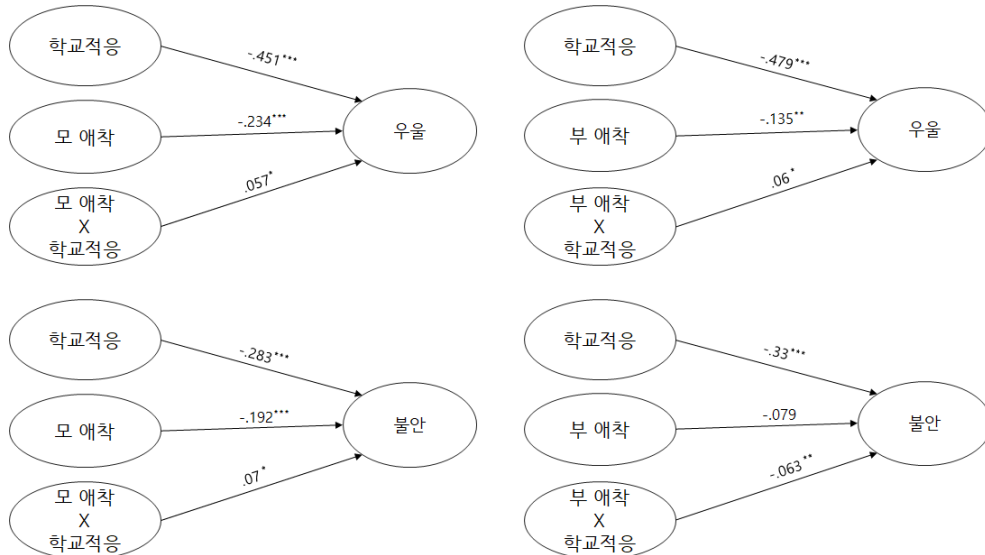 학교적응
-.451***
모 애착
-.234***
우울
.057*
모 애착
X
학교적응
학교적응
-.479***
부 애착
-.135**
우울
.06*
부 애착
X
학교적응
학교적응
-.283***
모 애착
-.192***
불안
.07*
모 애착
X
학교적응
학교적응
-.33***
부 애착
-.079
불안
-.063**
부 애착
X
학교적응